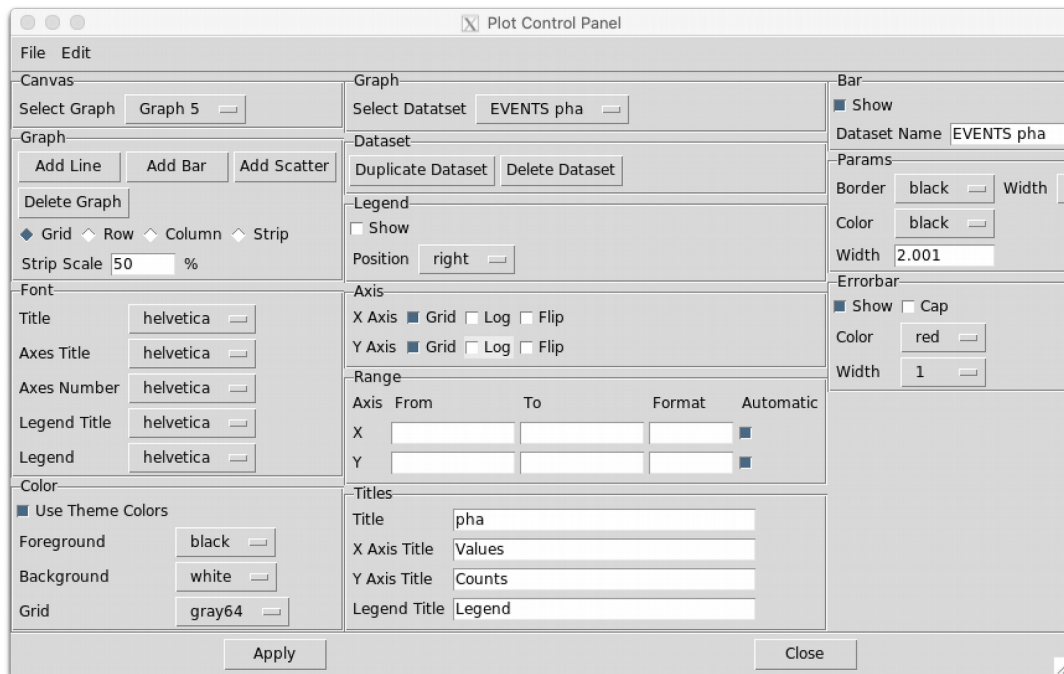 Plot Control Panel
File Edit
Canvas
Select Graph Graph 5
Graph
Add Line Add Bar Add Scatter
Delete Graph
Grid Row Column Strip
Strip Scale 50 %
Font
Title helvetica
Axes Title helvetica
Axes Number helvetica
Legend Title helvetica
Legend helvetica
Color
Use Theme Colors
Foreground black
Background white
Grid gray64
Graph
Select Datatset EVENTS pha
Dataset
Duplicate Dataset Delete Dataset
Legend
Show
Position right
Axis
X Axis Grid Log Flip
Y Axis Grid Log Flip
Range
Axis From To Format Automatic
X
Y
Titles
Title pha
X Axis Title Values
Y Axis Title Counts
Legend Title Legend
Bar
Show
Dataset Name EVENTS pha
Params
Border black Width
Color black
Width 2.001
Errorbar
Show Cap
Color red
Width 1
Apply Close